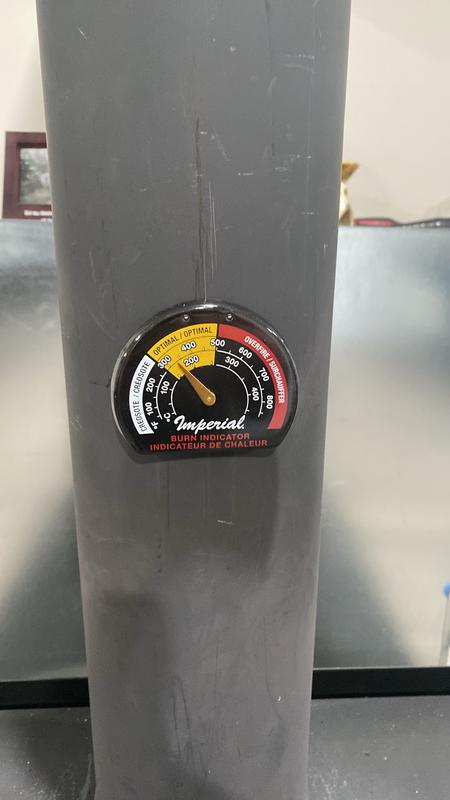 OPTIMAL / OPTIMAL
CREOSOTE / CREOSOTE
OVERFIRE / SURCHAUFFER
°F 100 200 300 400 500 600 700 800
°C 100 200 300 400
Imperial.
BURN INDICATOR
INDICATEUR DE CHALEUR